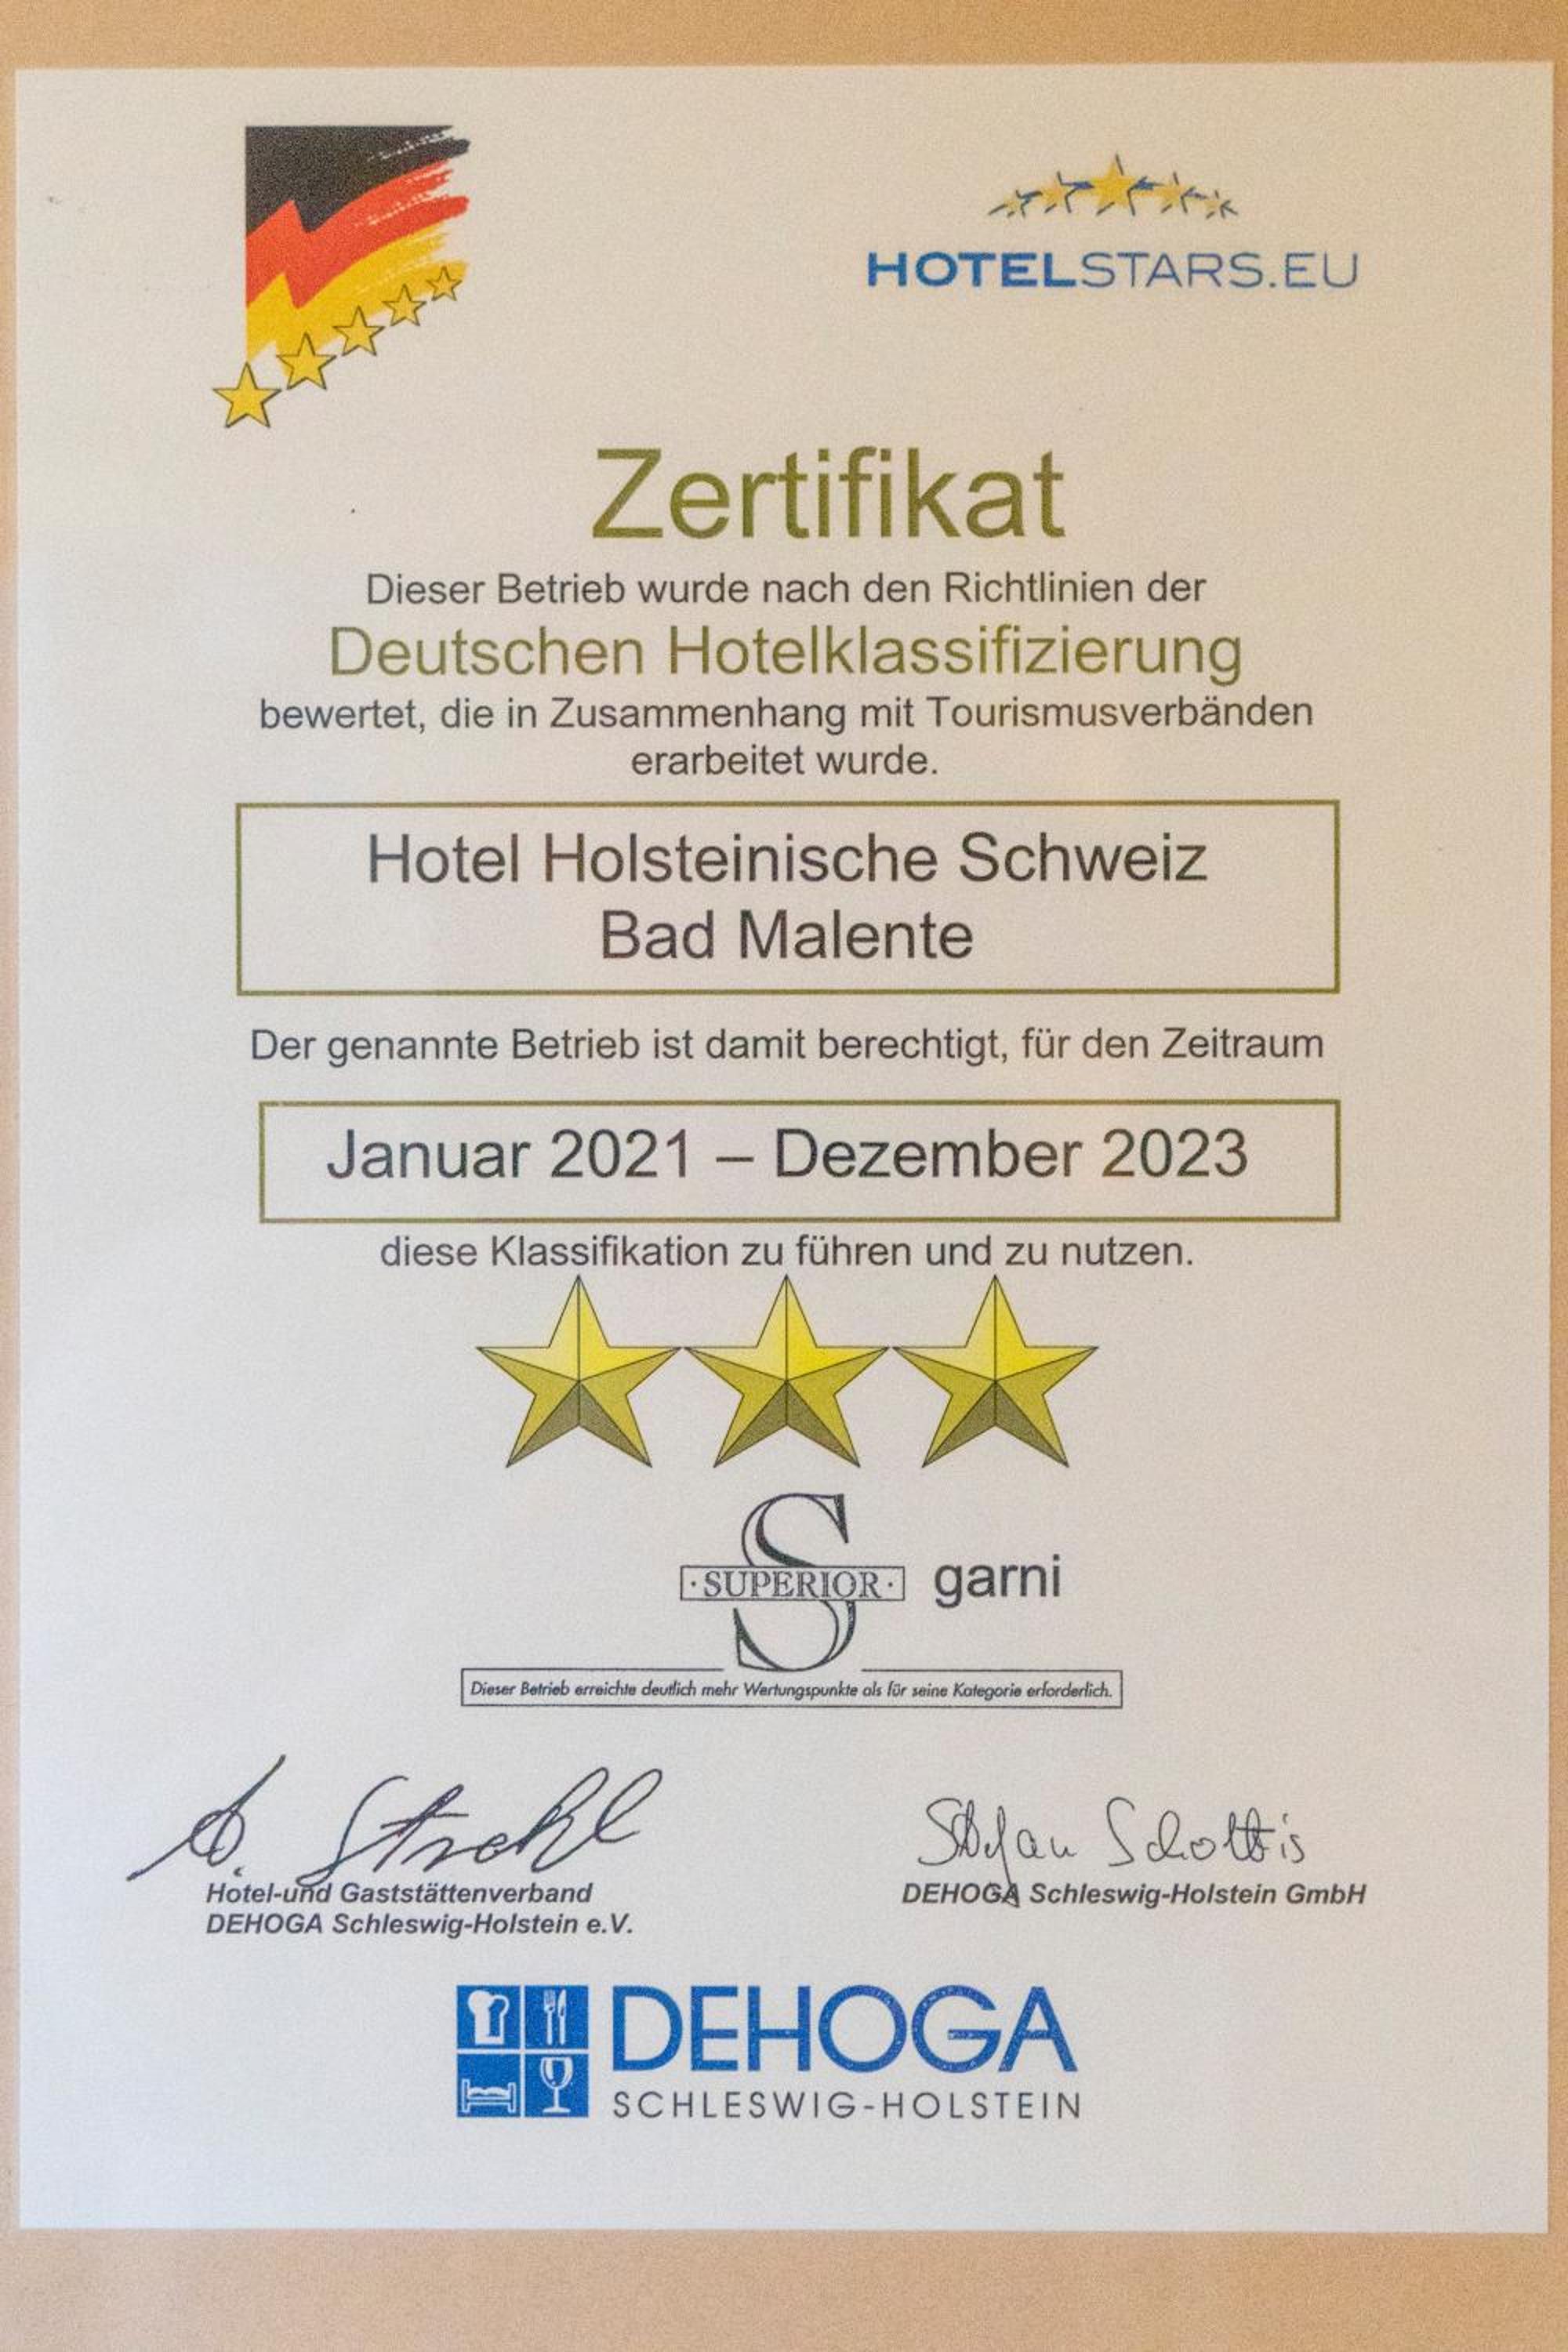 HOTELSTARS.EU
Zertifikat
Dieser Betrieb wurde nach den Richtlinien der
Deutschen Hotelklassifizierung
bewertet, die in Zusammenhang mit Tourismusverbänden
erarbeitet wurde.
Hotel Holsteinische Schweiz
Bad Malente
Der genannte Betrieb ist damit berechtigt, für den Zeitraum
Januar 2021 – Dezember 2023
diese Klassifikation zu führen und zu nutzen.
S
·SUPERIOR· garni
Dieser Betrieb erreichte deutlich mehr Wertungspunkte als für seine Kategorie erforderlich.
Stefan Schottis
Hotel-und Gaststättenverband
DEHOGA Schleswig-Holstein e.V.
DEHOGA Schleswig-Holstein GmbH
DEHOGA
SCHLESWIG-HOLSTEIN